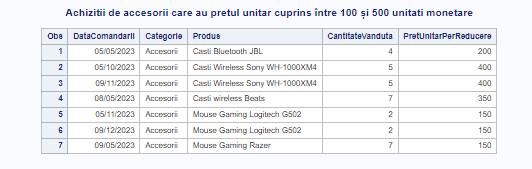 Achizitii de accesorii care au pretul unitar cuprins între 100 și 500 unitati monetare
Obs DataComandarii Categorie Produs CantitateVanduta PretUnitarPerReducere
1 05/05/2023 Accesorii Casti Bluetooth JBL 4 200
2 05/10/2023 Accesorii Casti Wireless Sony WH-1000XM4 5 400
3 09/11/2023 Accesorii Casti Wireless Sony WH-1000XM4 5 400
4 08/05/2023 Accesorii Casti wireless Beats 7 350
5 05/11/2023 Accesorii Mouse Gaming Logitech G502 2 150
6 09/12/2023 Accesorii Mouse Gaming Logitech G502 2 150
7 09/05/2023 Accesorii Mouse Gaming Razer 7 150